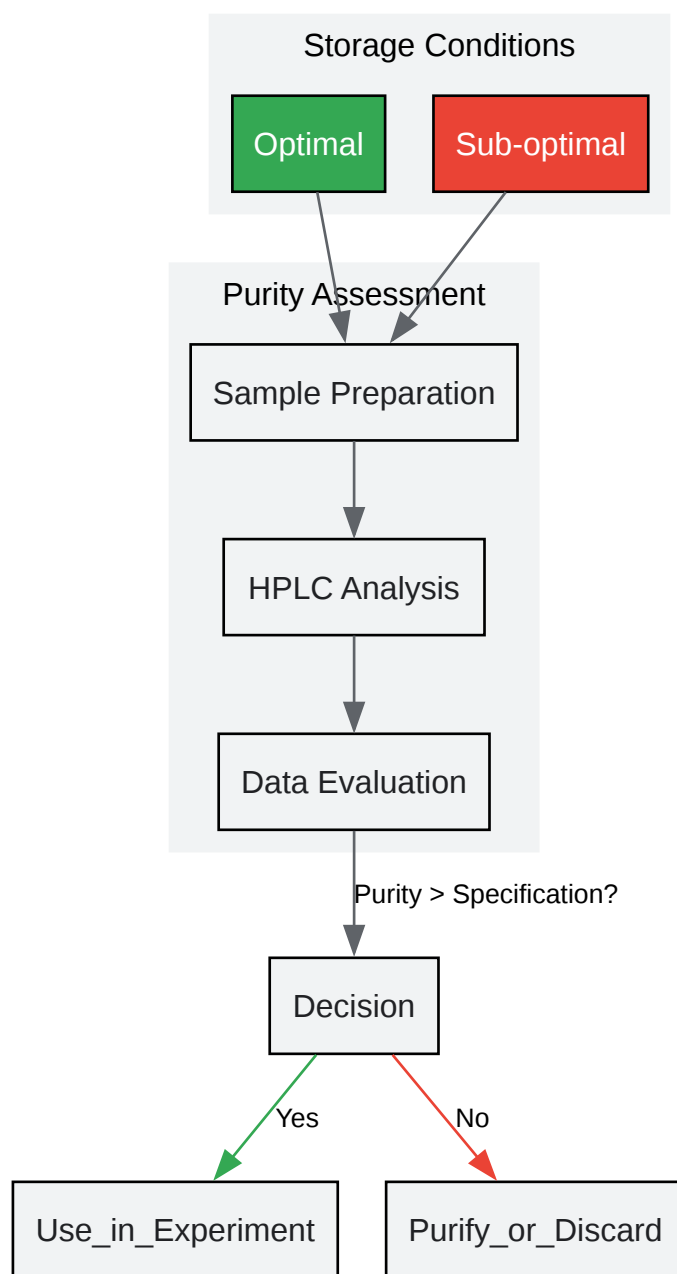 Storage Conditions
Optimal
Sub-optimal
Purity Assessment
Sample Preparation
HPLC Analysis
Data Evaluation
Purity > Specification?
Decision
Yes
No
Use_in_Experiment
Purify_or_Discard